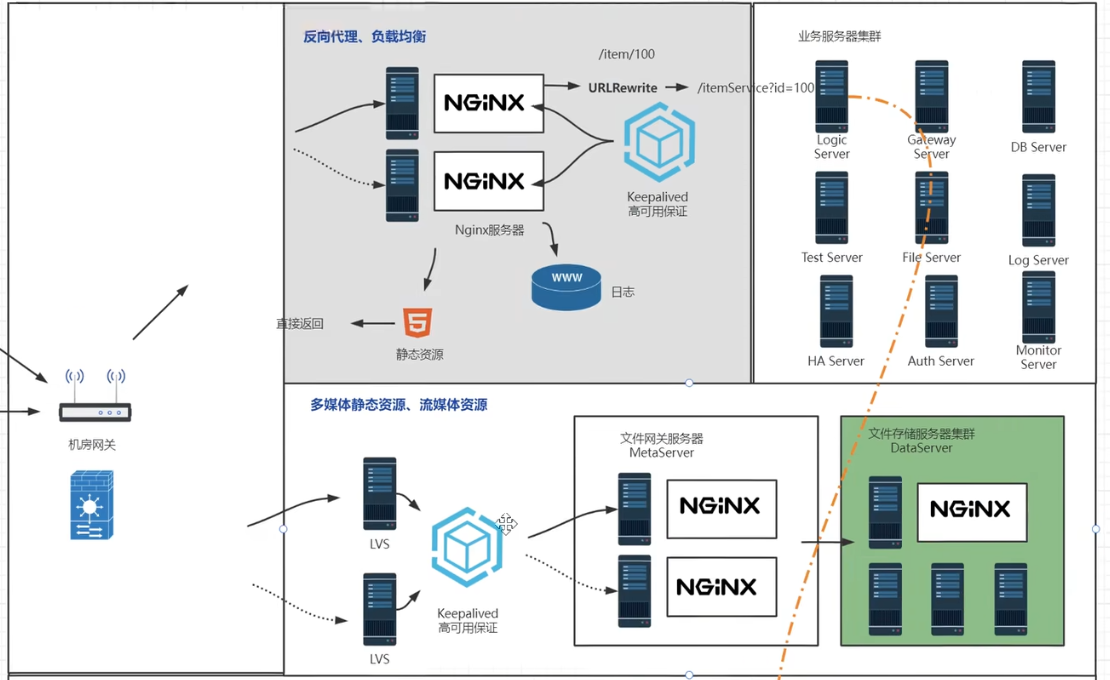 反向代理、负载均衡
/item/100
NGiNX
URLRewrite
/itemService?id=100
NGiNX
Keepalived
高可用保证
Nginx服务器
www
日志
直接返回
5
静态资源
业务服务器集群
Logic
Server
Gateway
Server
DB Server
Test Server
File Server
Log Server
HA Server
Auth Server
Monitor
Server
机房网关
多媒体静态资源、流媒体资源
LVS
Keepalived
高可用保证
LVS
文件网关服务器
MetaServer
NGiNX
NGiNX
文件存储服务器集群
DataServer
NGiNX